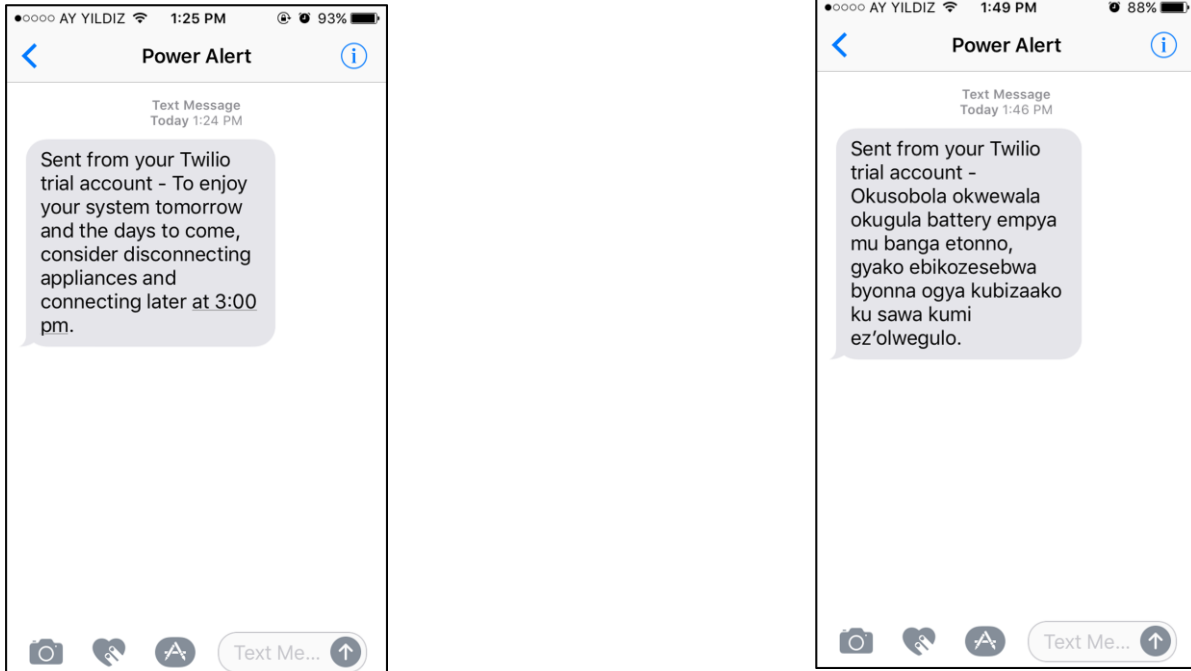 AY YILDIZ 1:25 PM 93%
Power Alert
Text Message
Today 1:24 PM
Sent from your Twilio
trial account - To enjoy
your system tomorrow
and the days to come,
consider disconnecting
appliances and
connecting later at 3:00
pm.
Text Me...
AY YILDIZ 1:49 PM 88%
Power Alert
Text Message
Today 1:46 PM
Sent from your Twilio
trial account -
Okusobola okwewala
okugula battery empya
mu banga etonno,
gyako ebikozesebwa
byonna ogya kubizaako
ku sawa kumi
ez’olwegulo.
Text Me...